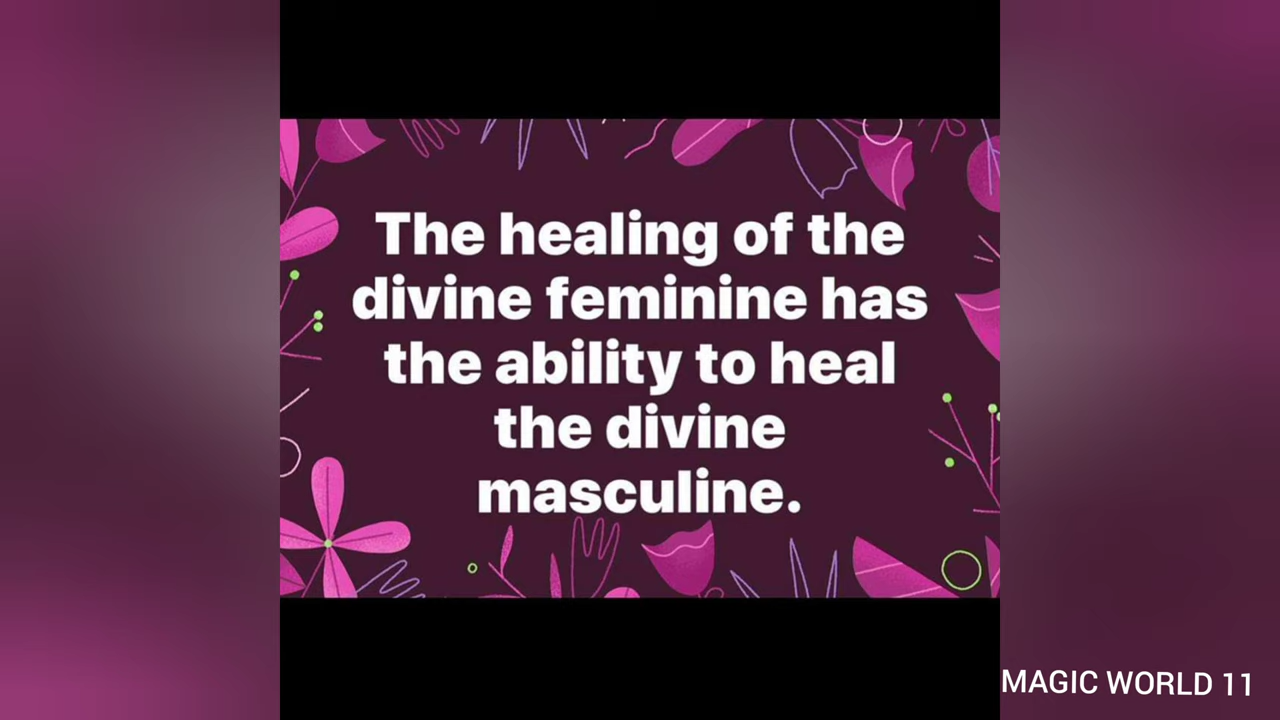 The healing of the
divine feminine has
the ability to heal
the divine
masculine.
MAGIC WORLD 11